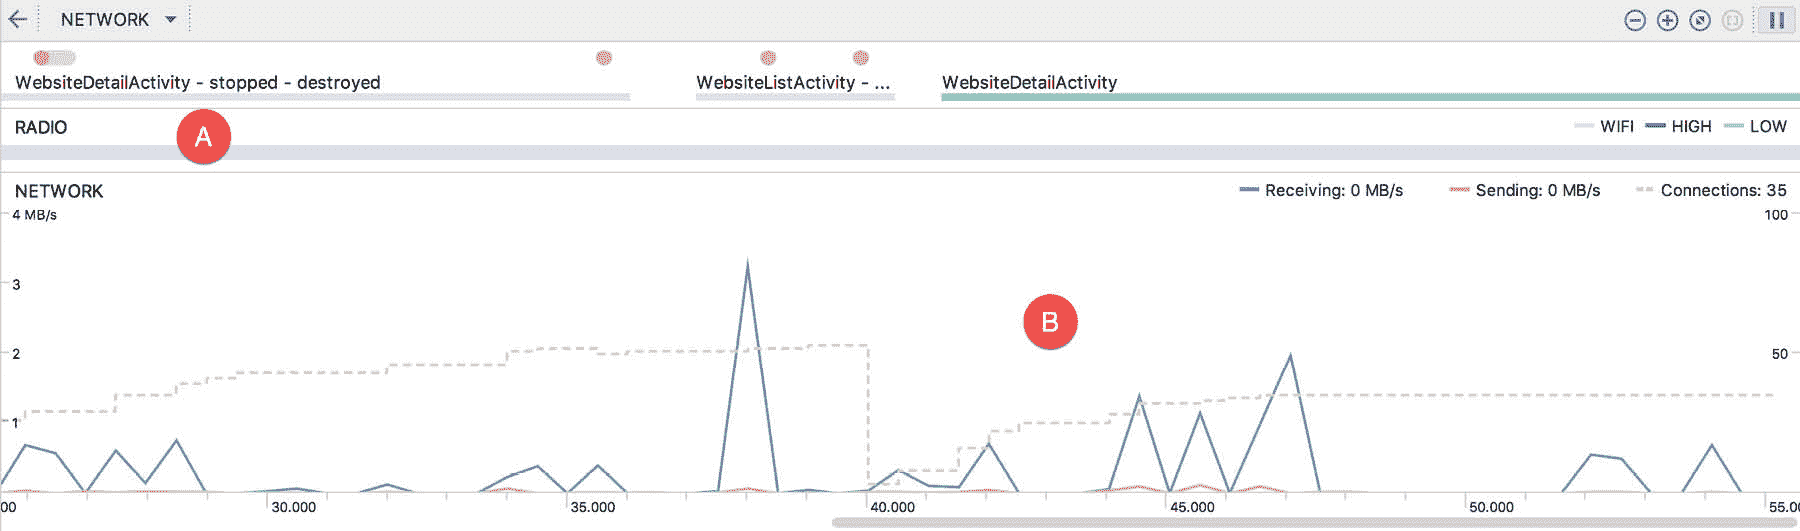 NETWORK
WebsiteDetailActivity - stopped - destroyed
WebsiteListActivity - ...
WebsiteDetailActivity
RADIO
A
WIFI
HIGH
LOW
NETWORK
Receiving: 0 MB/s
Sending: 0 MB/s
Connections: 35
4 MB/s
100
3
B
2
50
1
00
30.000
35.000
40.000
45.000
50.000
55.0